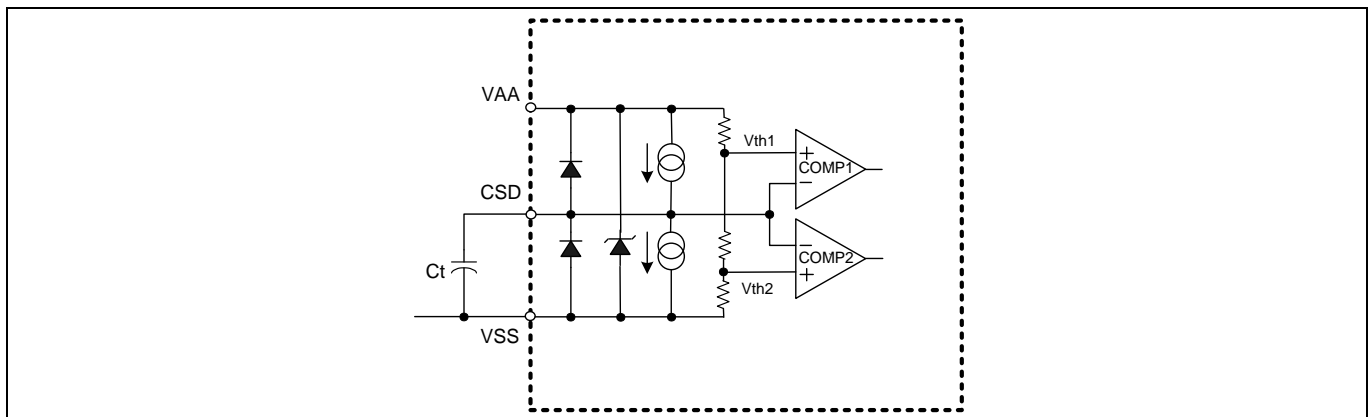 VAA
Vth1
+
COMP1
−
CSD
−
COMP2
+
Ct
Vth2
VSS